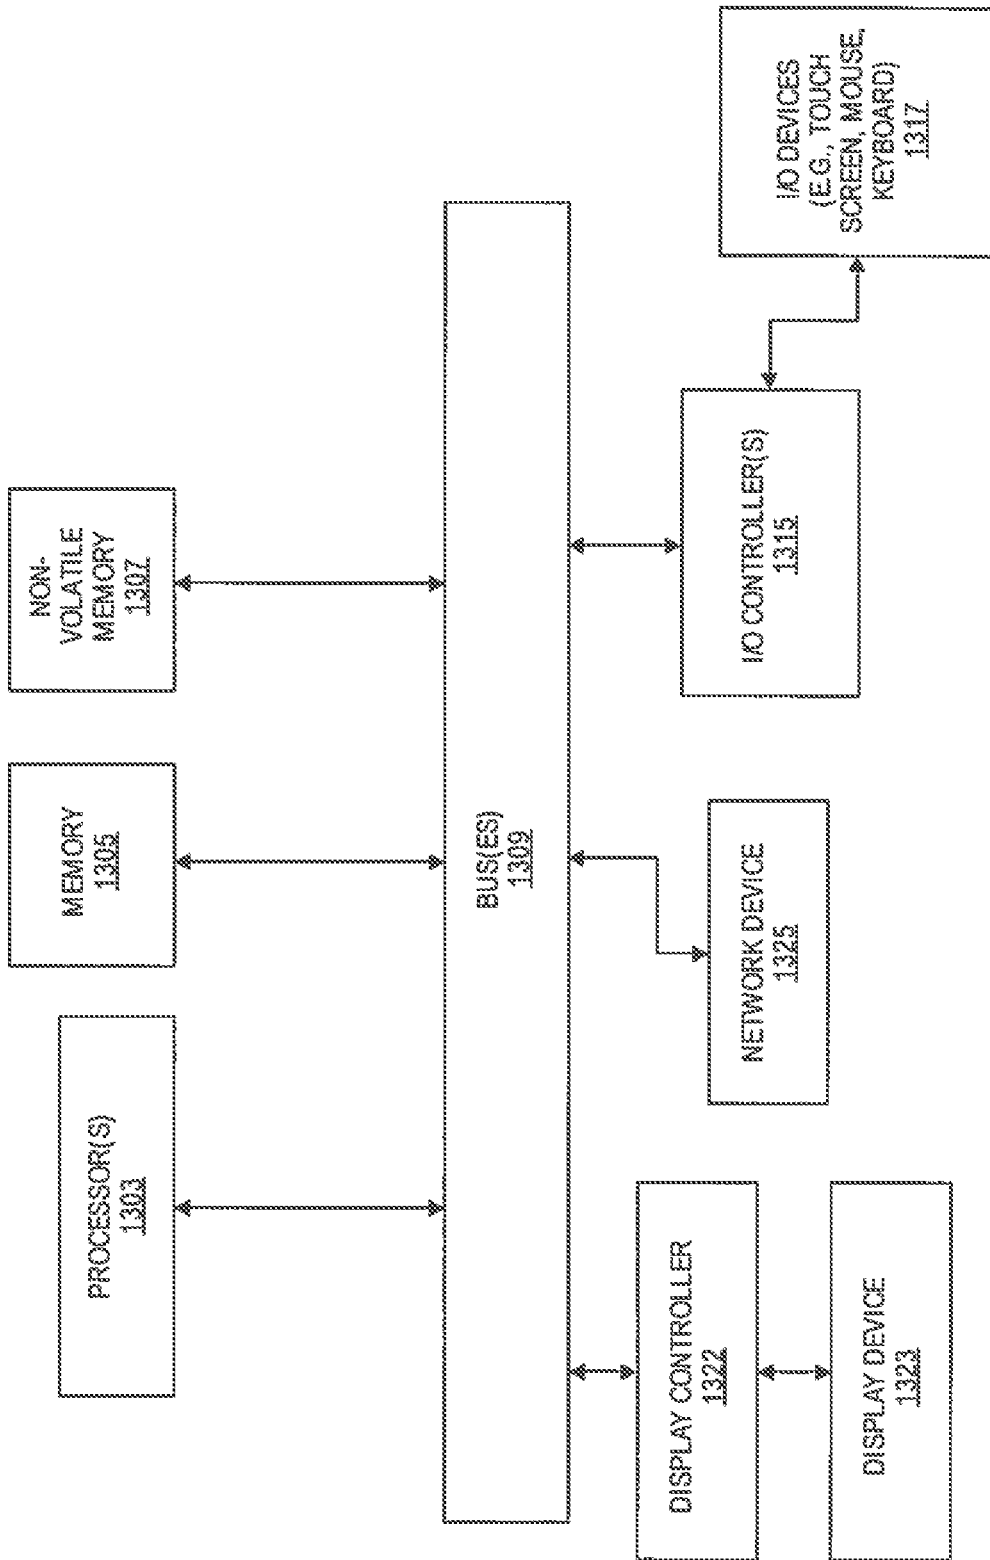 PROCESSOR(S)
1303
MEMORY
1305
NON-
VOLATILE
MEMORY
1307
BUS(ES)
1309
DISPLAY CONTROLLER
1322
DISPLAY DEVICE
1323
NETWORK DEVICE
1325
I/O CONTROLLER(S)
1315
I/O DEVICES
(E.G., TOUCH
SCREEN, MOUSE,
KEYBOARD)
1317